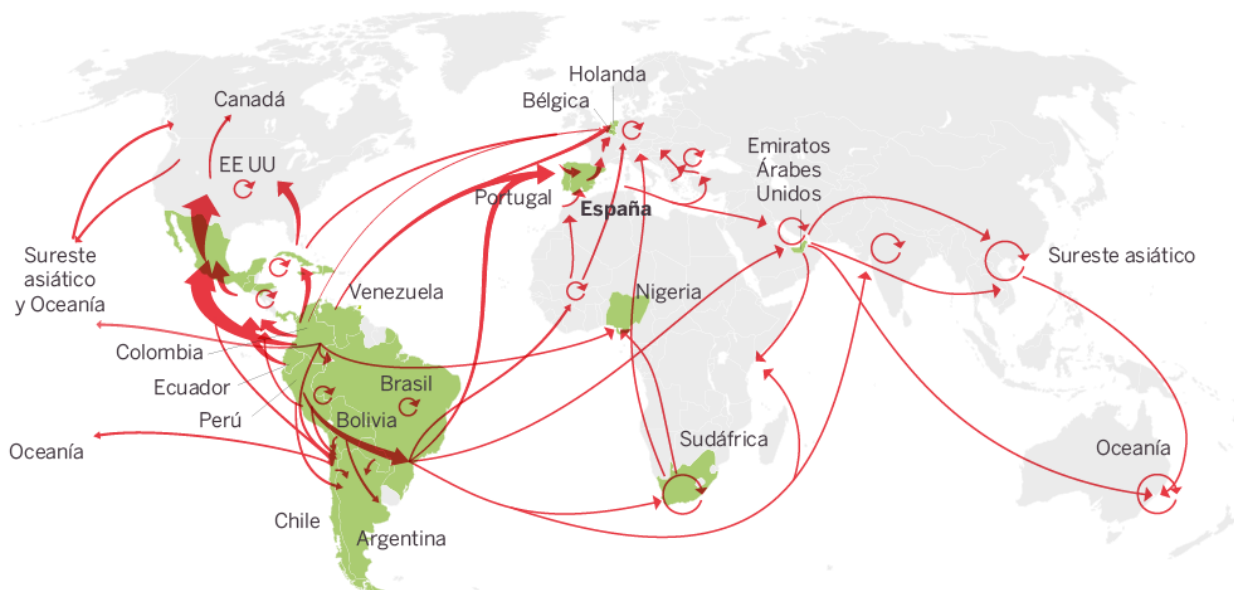 Holanda
Bélgica
Canadá
EE UU
Emiratos
Árabes
Unidos
Portugal
España
Sureste
asiático
y Oceanía
Sureste asiático
Venezuela
Nigeria
Colombia
Ecuador
Brasil
Perú
Bolivia
Sudáfrica
Oceanía
Oceanía
Chile
Argentina